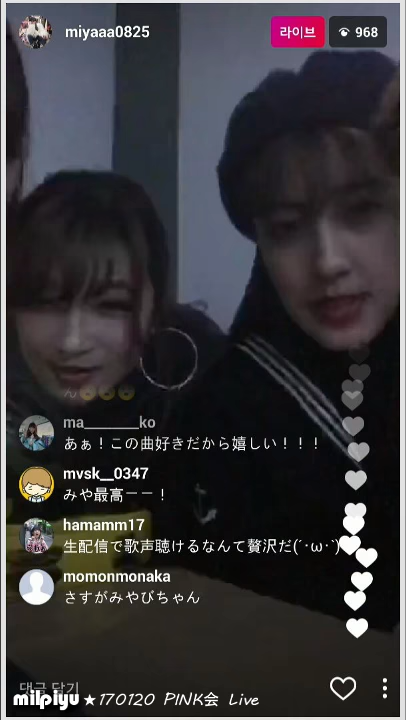 miyaaa0825
라이브
968
ん
ma_______ko
あぁ！この曲好きだから嬉しい！！！
mvsk__0347
みや最高ーー！
hamamm17
生配信で歌声聴けるなんて贅沢だ(´･ω･`)
momonmonaka
さすがみやびちゃん
댓글 달기
milpiyu ★170120 PINK会 Live